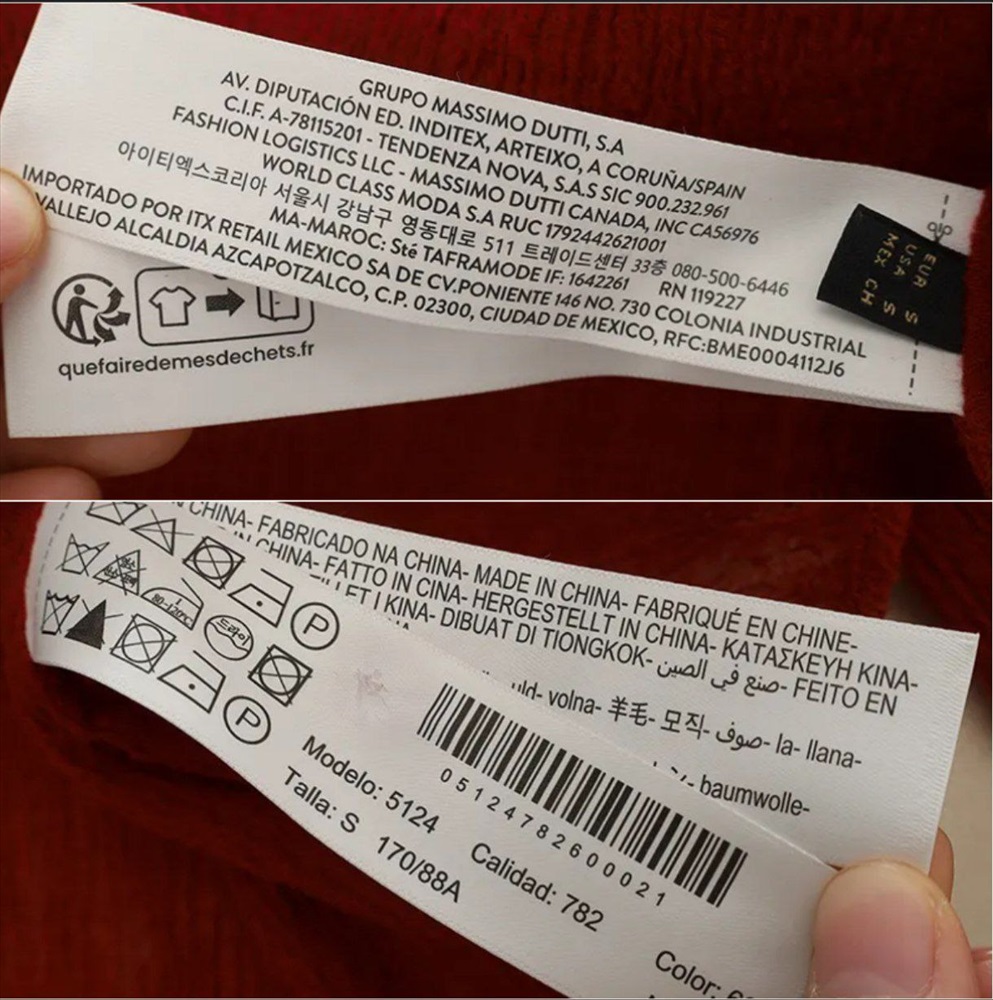 GRUPO MASSIMO DUTTI, S.A
AV. DIPUTACIÓN ED. INDITEX, ARTEIXO, A CORUÑA/SPAIN
C.I.F. A-78115201 - TENDENZA NOVA, S.A.S SIC 900.232.961
FASHION LOGISTICS LLC - MASSIMO DUTTI CANADA, INC CA56976
WORLD CLASS MODA S.A RUC 1792442621001
아이티엑스코리아 서울시 강남구 영동대로 511 트레이드센터 33층 080-500-6446
MA-MAROC: Sté TAFRAMODE IF: 1642261 RN 119227
IMPORTADO POR ITX RETAIL MEXICO SA DE CV.PONIENTE 146 NO. 730 COLONIA INDUSTRIAL
VALLEJO ALCALDIA AZCAPOTZALCO, C.P. 02300, CIUDAD DE MEXICO, RFC:BME0004112J6
EUR S
USA S
MEX CH
quefairedemesdechets.fr
CHINA- FABRICADO NA CHINA- MADE IN CHINA- FABRIQUÉ EN CHINE-
IN CHINA- FATTO IN CINA- HERGESTELLT IN CHINA- ΚΑΤΑΣΚΕΥΗ ΚΙΝΑ-
I KINA- DIBUAT DI TIONGKOK- صنع في الصين- FEITO EN
volna- 羊毛- 모직- صوف- la- llana-
baumwolle-
P
80-120℃
드라이
P
05124782600021
Modelo: 5124 Calidad: 782
Talla: S 170/88A
Color: